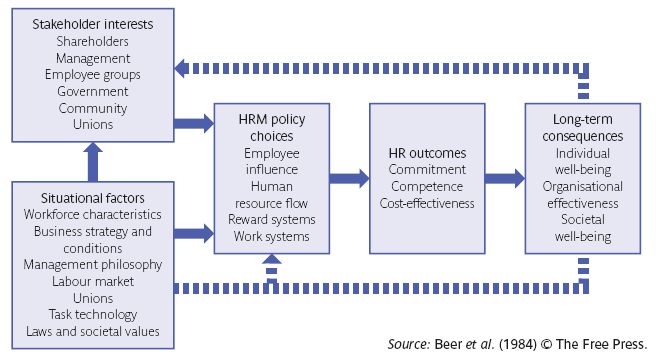 Stakeholder interests
Shareholders
Management
Employee groups
Government
Community
Unions
Situational factors
Workforce characteristics
Business strategy and
conditions
Management philosophy
Labour market
Unions
Task technology
Laws and societal values
HRM policy
choices
Employee
influence
Human
resource flow
Reward systems
Work systems
HR outcomes
Commitment
Competence
Cost-effectiveness
Long-term
consequences
Individual
well-being
Organisational
effectiveness
Societal
well-being
Source: Beer et al. (1984) © The Free Press.